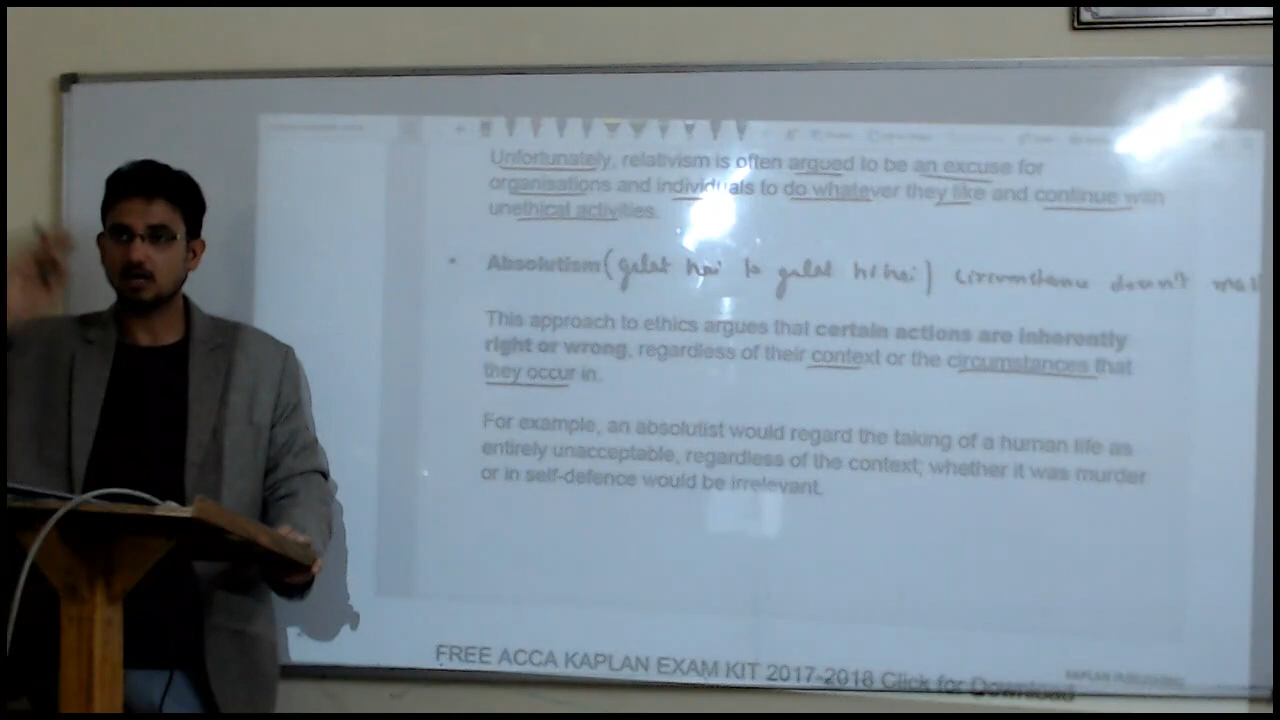 Unfortunately, relativism is often argued to be an excuse for
organisations and individuals to do whatever they like and continue with
unethical activities.
• Absolutism (galat hai to galat hi hai) circumstance doesn't
This approach to ethics argues that certain actions are inherently
right or wrong, regardless of their context or the circumstances that
they occur in.
For example, an absolutist would regard the taking of a human life as
entirely unacceptable, regardless of the context; whether it was murder
or in self-defence would be irrelevant.
FREE ACCA KAPLAN EXAM KIT 2017-2018 Click for Download
KAPLAN PUBLISHING